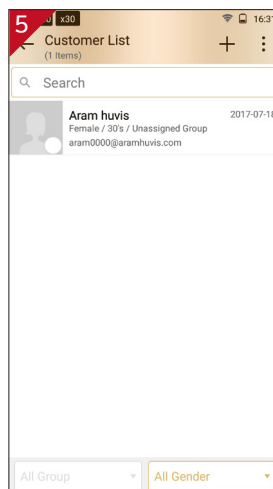 5
x30
16:31
Customer List
(1 Items)
Search
Aram huvis
2017-07-18
Female / 30's / Unassigned Group
aram0000@aramhuvis.com
All Group
All Gender